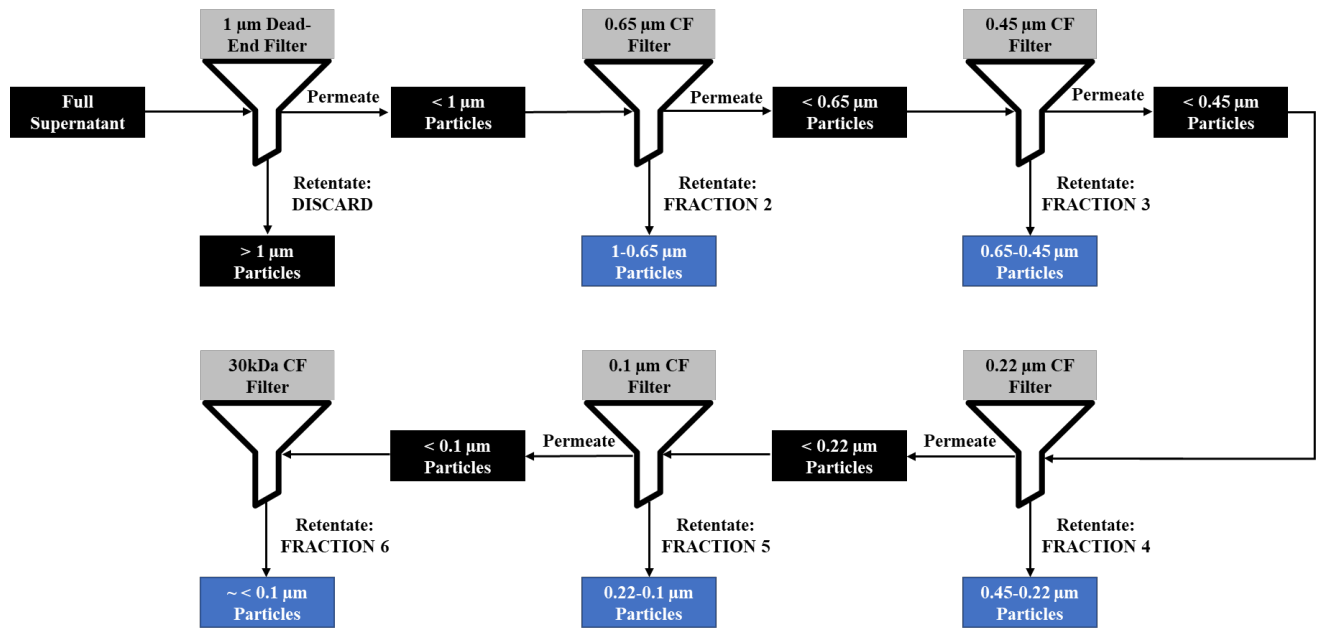 1 µm Dead-
End Filter
0.65 µm CF
Filter
0.45 µm CF
Filter
Full
Supernatant
Permeate
< 1 µm
Particles
Permeate
< 0.65 µm
Particles
Permeate
< 0.45 µm
Particles
Retentate:
DISCARD
Retentate:
FRACTION 2
Retentate:
FRACTION 3
> 1 µm
Particles
1-0.65 µm
Particles
0.65-0.45 µm
Particles
30kDa CF
Filter
0.1 µm CF
Filter
0.22 µm CF
Filter
< 0.1 µm
Particles
Permeate
< 0.22 µm
Particles
Permeate
Retentate:
FRACTION 6
Retentate:
FRACTION 5
Retentate:
FRACTION 4
~ < 0.1 µm
Particles
0.22-0.1 µm
Particles
0.45-0.22 µm
Particles